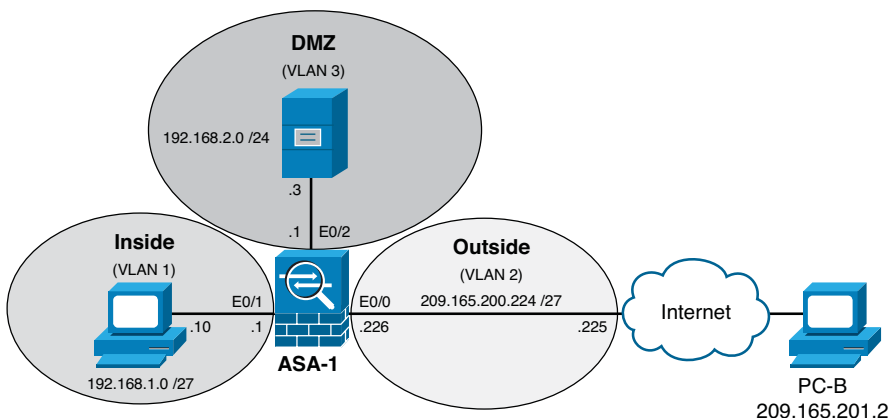 DMZ
(VLAN 3)
192.168.2.0 /24
.3
.1
E0/2
Inside
(VLAN 1)
E0/1
.10
.1
192.168.1.0 /27
ASA-1
Outside
(VLAN 2)
E0/0
209.165.200.224 /27
.226
.225
Internet
PC-B
209.165.201.2